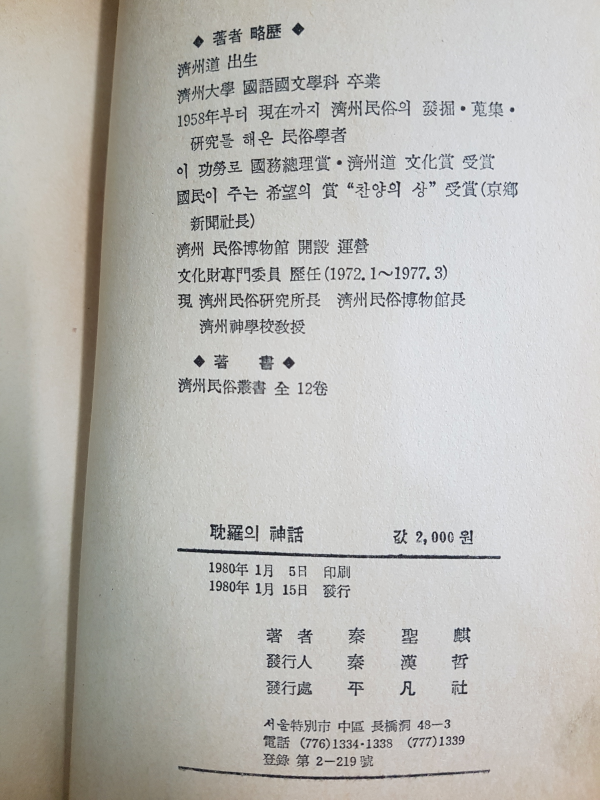 ◆ 著者 略歷 ◆
濟州道 出生
濟州大學 國語國文學科 卒業
1958年부터 現在까지 濟州民俗의 發掘·蒐集·
研究를 해온 民俗學者
이 功勞로 國務總理賞·濟州道 文化賞 受賞
國民이 주는 希望의 賞 “찬양의 상” 受賞(京鄕
新聞社長)
濟州 民俗博物館 開設 運營
文化財專門委員 歷任(1972.1～1977.3)
現 濟州民俗研究所長 濟州民俗博物館長
濟州神學校敎授
◆ 著 書 ◆
濟州民俗叢書 全 12卷
耽羅의 神話 값 2,000원
1980年 1月 5日 印刷
1980年 1月 15日 發行
著者 秦聖麒
發行人 秦漢哲
發行處 平凡社
서울特別市 中區 長橋洞 48—3
電話 (776)1334·1338 (777)1339
登錄 第 2—219 號